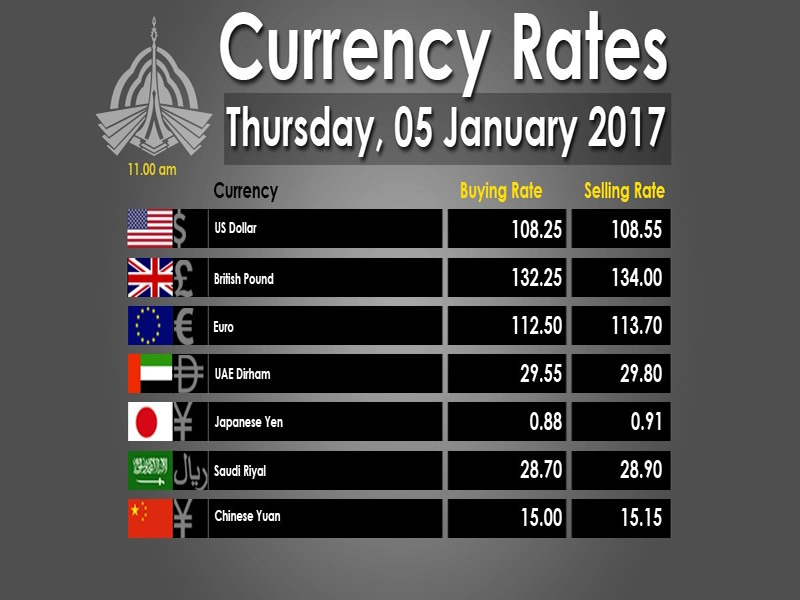 Currency Rates
Thursday, 05 January 2017
11.00 am
Currency Buying Rate Selling Rate
$ US Dollar 108.25 108.55
£ British Pound 132.25 134.00
€ Euro 112.50 113.70
UAE Dirham 29.55 29.80
¥ Japanese Yen 0.88 0.91
ريال Saudi Riyal 28.70 28.90
¥ Chinese Yuan 15.00 15.15